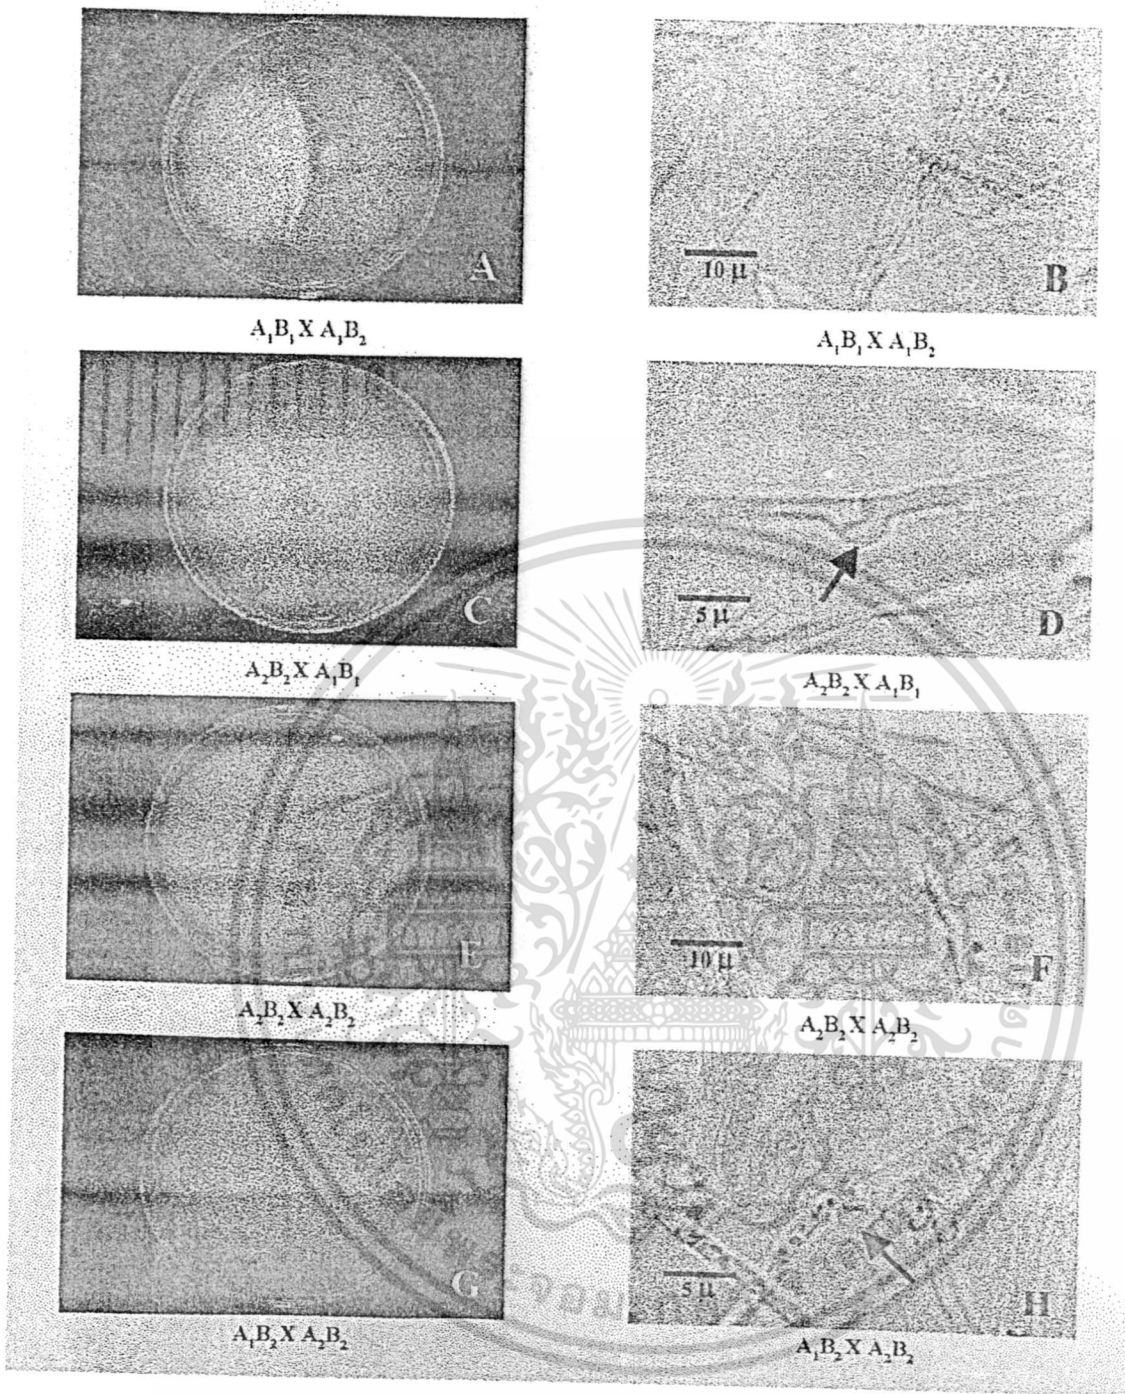 A
B
10 μ
A₁B₁ X A₁B₂
A₁B₁ X A₁B₂
C
D
5 μ
A₂B₂ X A₁B₁
A₂B₂ X A₁B₁
E
F
10 μ
A₂B₂ X A₂B₂
A₂B₂ X A₂B₂
G
H
5 μ
A₁B₂ X A₂B₂
A₁B₂ X A₂B₂